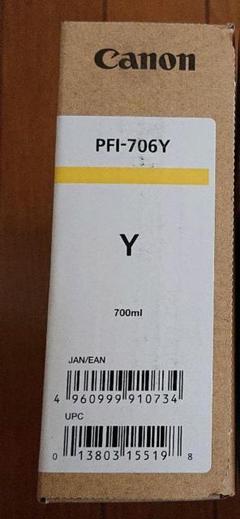 Canon
PFI-706Y
Y
700ml
JAN/EAN
4 960999 910734
UPC
0 13803 15519 8